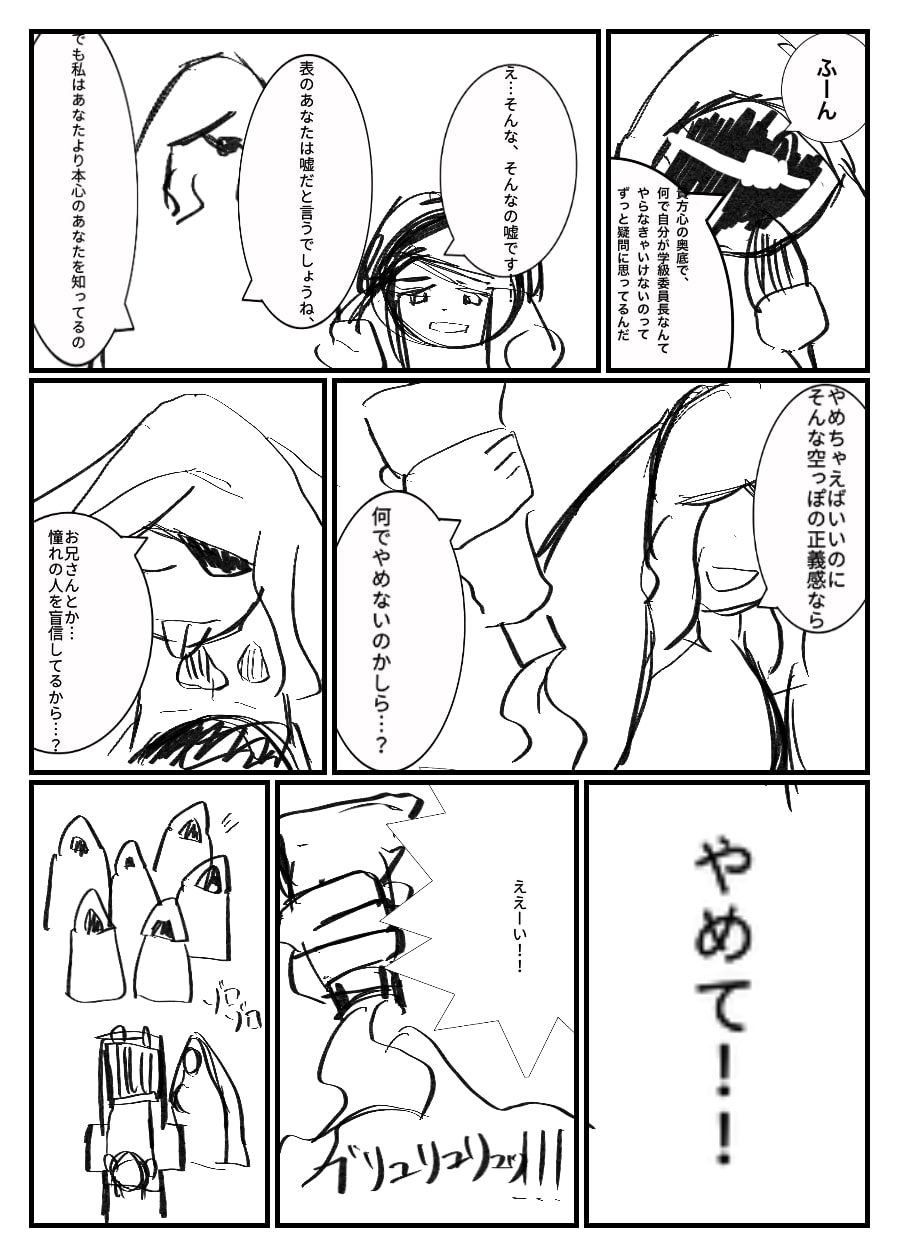 ふーん
貴方心の奥底で、
何で自分が学級委員長なんて
やらなきゃいけないのって
ずっと疑問に思ってるんだ
え…そんな、そんなの嘘です!!
表のあなたは嘘だと言うでしょうね、
でも私はあなたより本心のあなたを知ってるの
やめちゃえばいいのに
そんな空っぽの正義感なら
何でやめないのかしら…?
お兄さんとか…
憧れの人を盲信してるから…?
やめて!!
ええーい!!
グリュリュリュッ